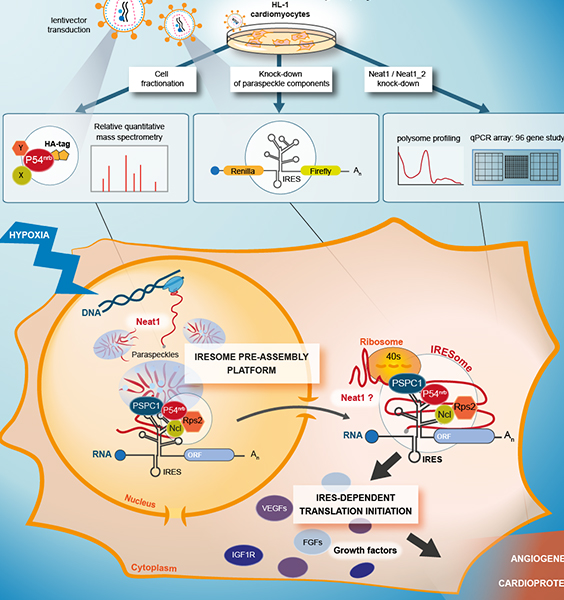 HL-1
cardiomyocytes
lentivector
transduction
Cell
fractionation
Knock-down
of paraspeckle components
Neat1 / Neat1_2
knock-down
Relative quantitative
mass spectrometry
HA-tag
Y
P54nrb
X
Renilla
Firefly
An
IRES
polysome profiling
qPCR array: 96 gene study
HYPOXIA
DNA
Neat1
Paraspeckles
IRESOME PRE-ASSEMBLY
PLATFORM
PSPC1
P54nrb
Rps2
Ncl
RNA
ORF
An
IRES
Nucleus
Ribosome
40s
IRESome
PSPC1
P54nrb
Neat1 ?
Rps2
Ncl
RNA
ORF
An
IRES
IRES-DEPENDENT
TRANSLATION INITIATION
VEGFs
FGFs
Growth factors
IGF1R
Cytoplasm
ANGIOGENE
CARDIOPROTE